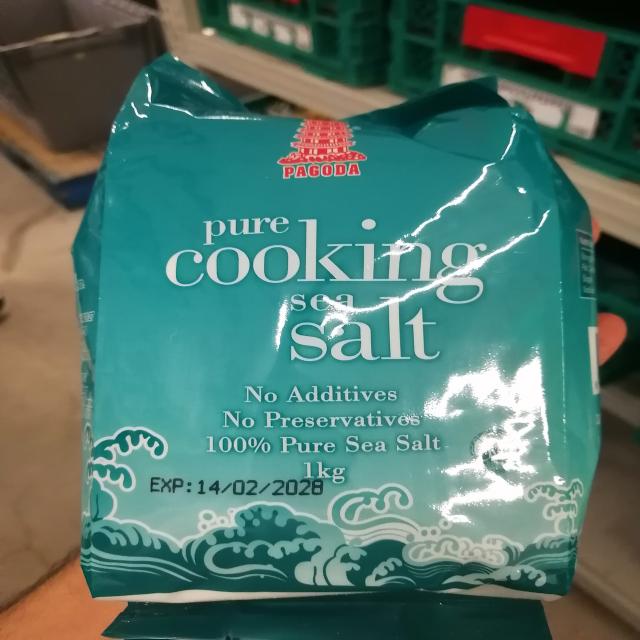 PAGODA
pure
cooking
sea
salt
No Additives
No Preservatives
100% Pure Sea Salt
1kg
EXP:14/02/2028